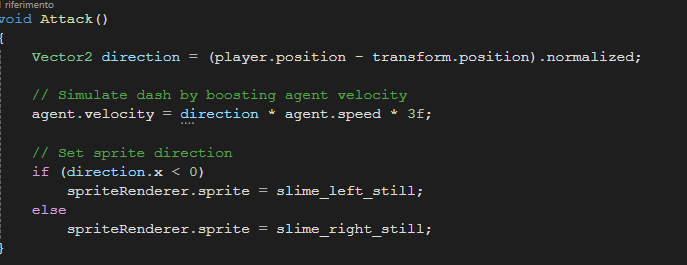 1 riferimento
void Attack()
{
Vector2 direction = (player.position - transform.position).normalized;
// Simulate dash by boosting agent velocity
agent.velocity = direction * agent.speed * 3f;
// Set sprite direction
if (direction.x < 0)
spriteRenderer.sprite = slime_left_still;
else
spriteRenderer.sprite = slime_right_still;
}